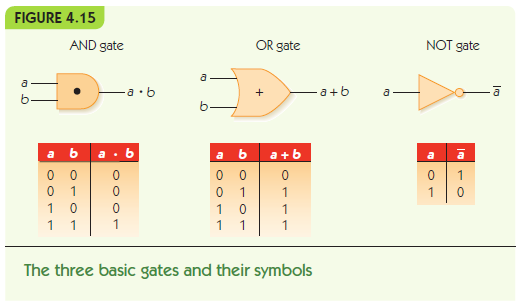 FIGURE 4.15
AND gate OR gate NOT gate
a
b
a • b
a
b
+
a + b
a
a̅
a b a • b
0 0 0
0 1 0
1 0 0
1 1 1
a b a + b
0 0 0
0 1 1
1 0 1
1 1 1
a a̅
0 1
1 0
The three basic gates and their symbols